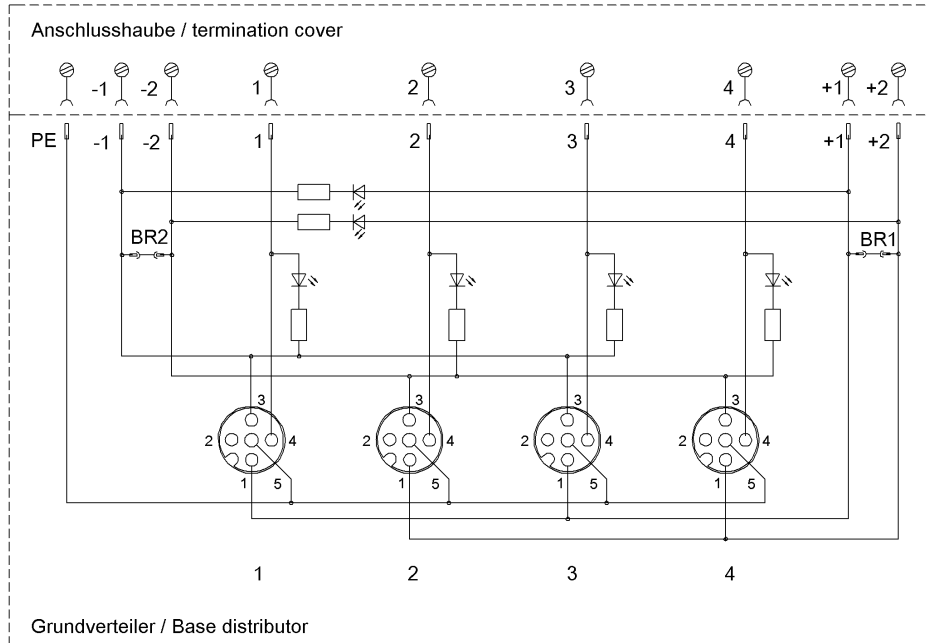 Anschlusshaube / termination cover
-1 -2 1 2 3 4 +1 +2
PE -1 -2 1 2 3 4 +1 +2
BR2 BR1
3 3 3 3
2 4 2 4 2 4 2 4
1 5 1 5 1 5 1 5
1 2 3 4
Grundverteiler / Base distributor